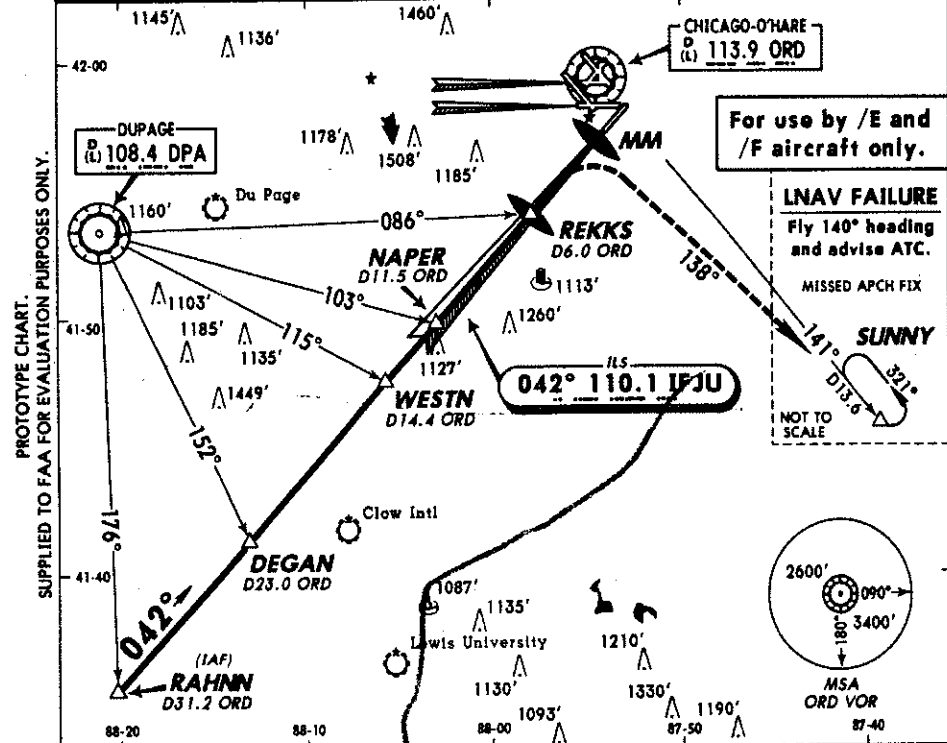 1145'
1136'
1460'
CHICAGO-O'HARE
D
(L) 113.9 ORD
42-00
For use by /E and
/F aircraft only.
DUPAGE
D
(L) 108.4 DPA
1178'
1508'
1185'
MM
1160'
Du Page
LNAV FAILURE
Fly 140° heading
and advise ATC.
086°
REKKS
D6.0 ORD
NAPER
D11.5 ORD
138°
MISSED APCH FIX
1103'
103°
1113'
41-50
1185'
1135'
115°
1260'
141°
SUNNY
321°
D13.6
1127'
ILS
042° 110.1 IFJU
1449'
WESTN
D14.4 ORD
NOT TO
SCALE
152°
176°
Clow Intl
DEGAN
D23.0 ORD
41-40
042°
1087'
1135'
2600'
090°
180°
3400'
MSA
ORD VOR
Lewis University
1210'
(IAF)
RAHNN
D31.2 ORD
1130'
1330'
1093'
1190'
88-20
88-10
88-00
87-50
87-40
PROTOTYPE CHART.
SUPPLIED TO FAA FOR EVALUATION PURPOSES ONLY.